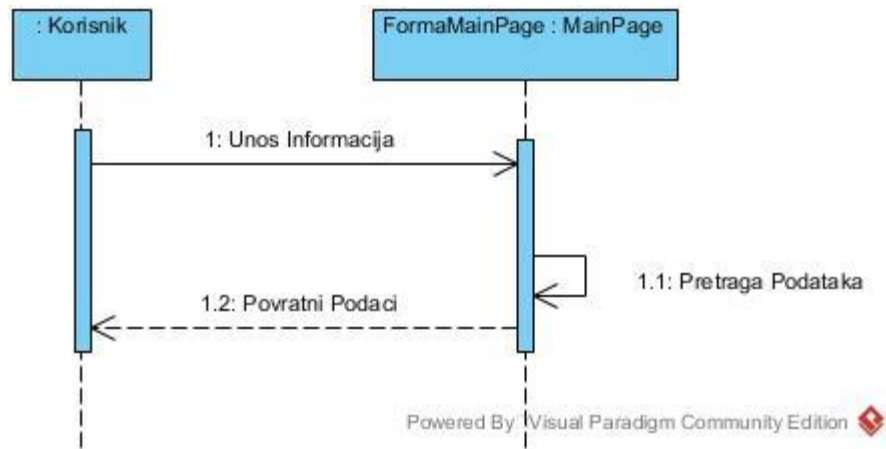 : Korisnik
FormaMainPage : MainPage
1: Unos Informacija
1.1: Pretraga Podataka
1.2: Povratni Podaci
Powered By Visual Paradigm Community Edition